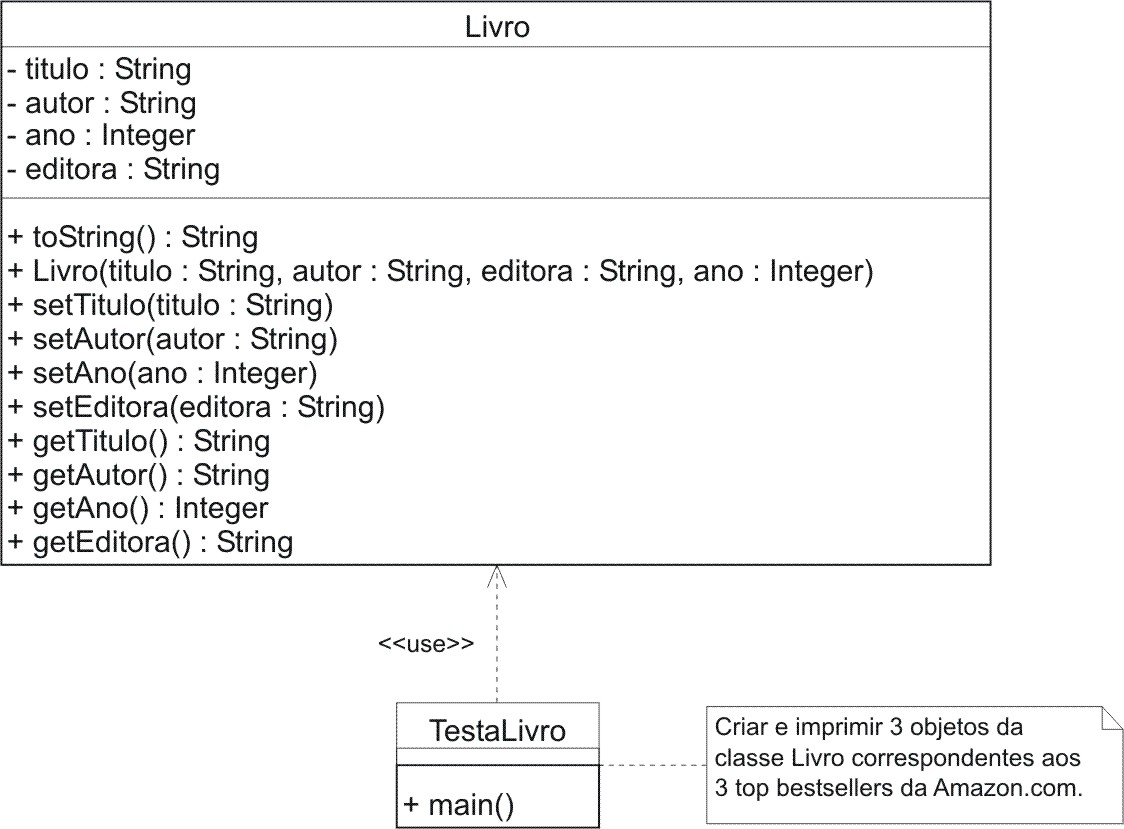 Livro
- titulo : String
- autor : String
- ano : Integer
- editora : String
+ toString() : String
+ Livro(titulo : String, autor : String, editora : String, ano : Integer)
+ setTitulo(titulo : String)
+ setAutor(autor : String)
+ setAno(ano : Integer)
+ setEditora(editora : String)
+ getTitulo() : String
+ getAutor() : String
+ getAno() : Integer
+ getEditora() : String
<<use>>
TestaLivro
+ main()
Criar e imprimir 3 objetos da
classe Livro correspondentes aos
3 top bestsellers da Amazon.com.